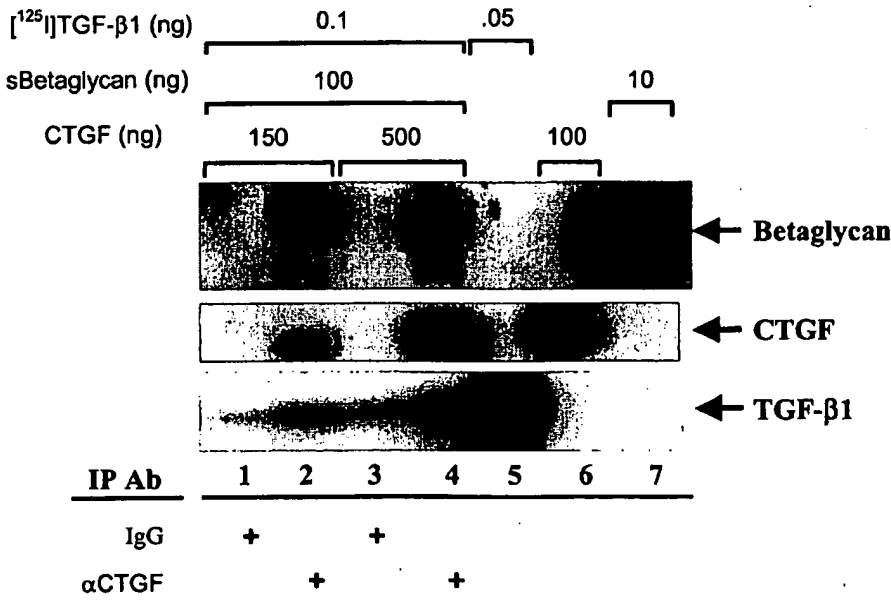 [¹²⁵I]TGF-β1 (ng) 0.1 .05
sBetaglycan (ng) 100 10
CTGF (ng) 150 500 100
Betaglycan
CTGF
TGF-β1
IP Ab 1 2 3 4 5 6 7
IgG + +
αCTGF + +